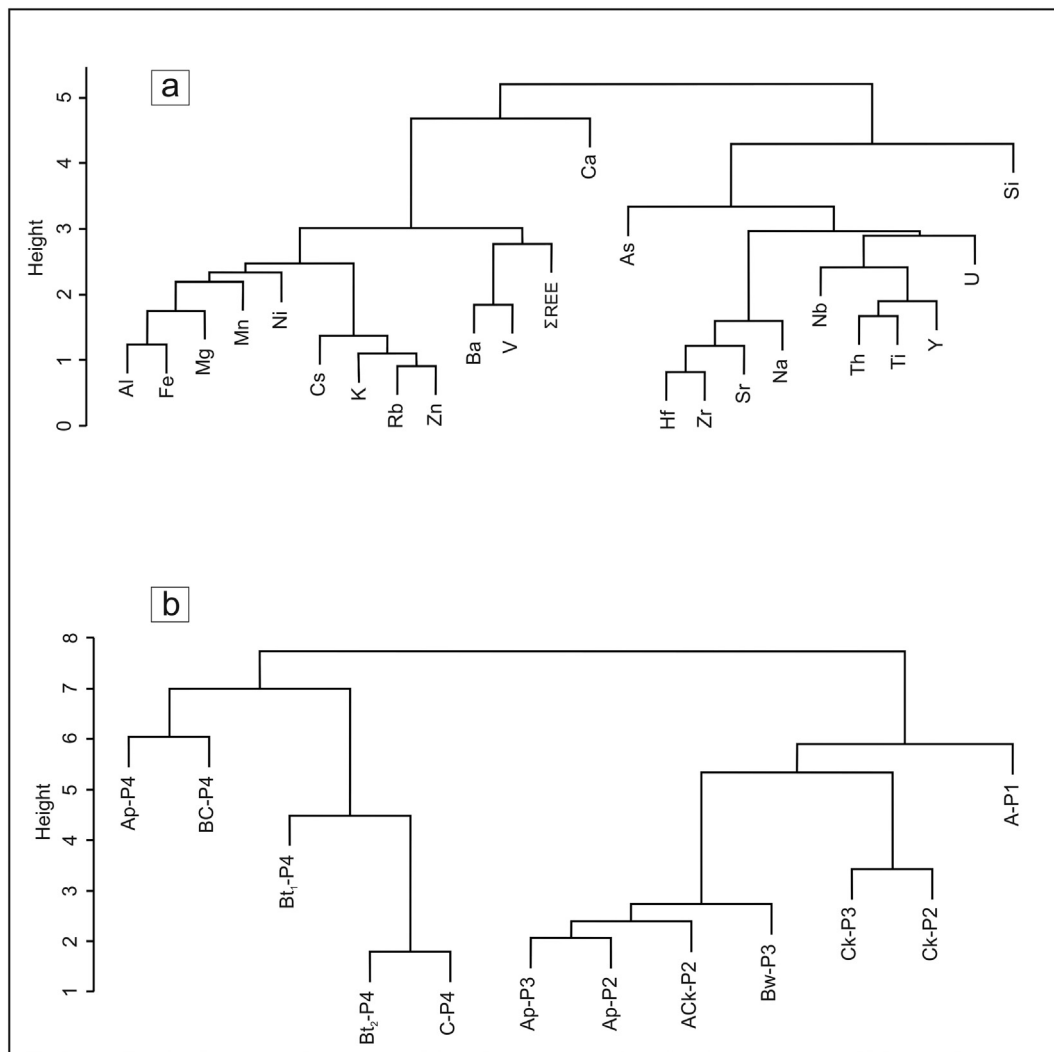 a
5
4
3
2
1
0
Height
Al
Fe
Mg
Mn
Ni
Cs
K
Rb
Zn
Ba
V
ΣREE
Ca
As
Hf
Zr
Sr
Na
Nb
Th
Ti
Y
U
Si
b
8
7
6
5
4
3
2
1
Height
Ap-P4
BC-P4
Bt₁-P4
Bt₂-P4
C-P4
Ap-P3
Ap-P2
ACk-P2
Bw-P3
Ck-P3
Ck-P2
A-P1